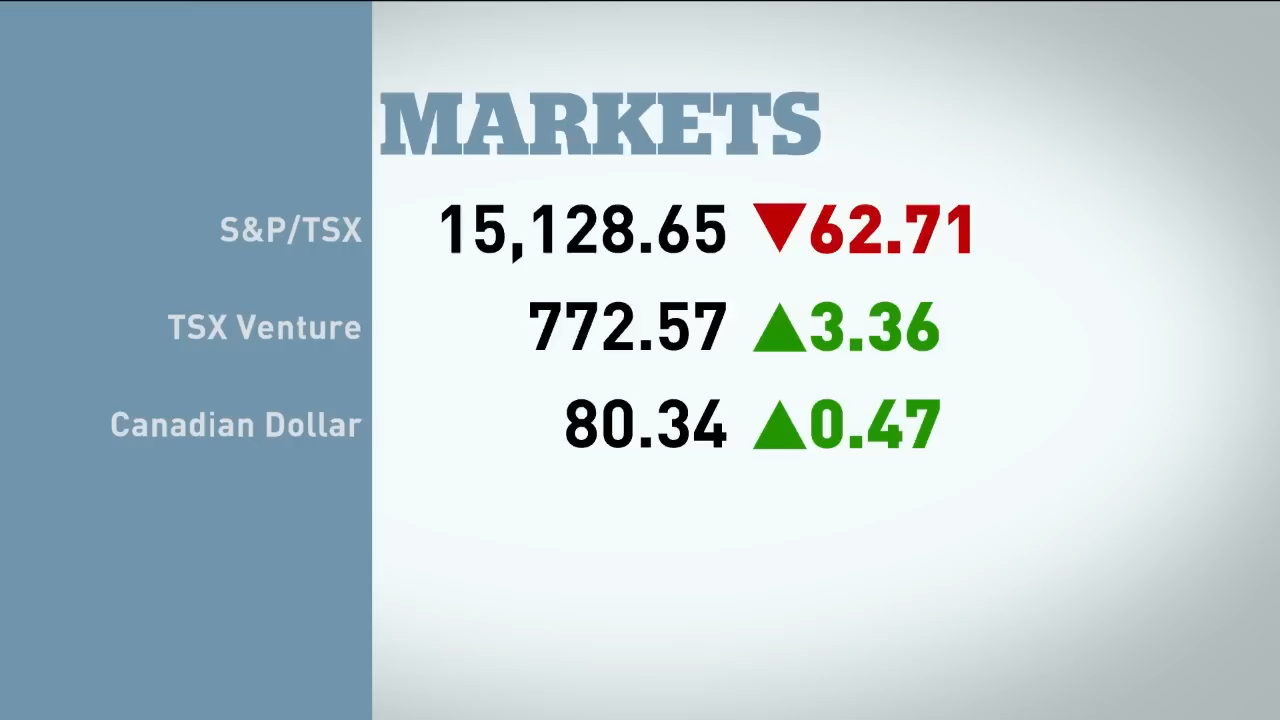 MARKETS
S&P/TSX 15,128.65 ▼62.71
TSX Venture 772.57 ▲3.36
Canadian Dollar 80.34 ▲0.47